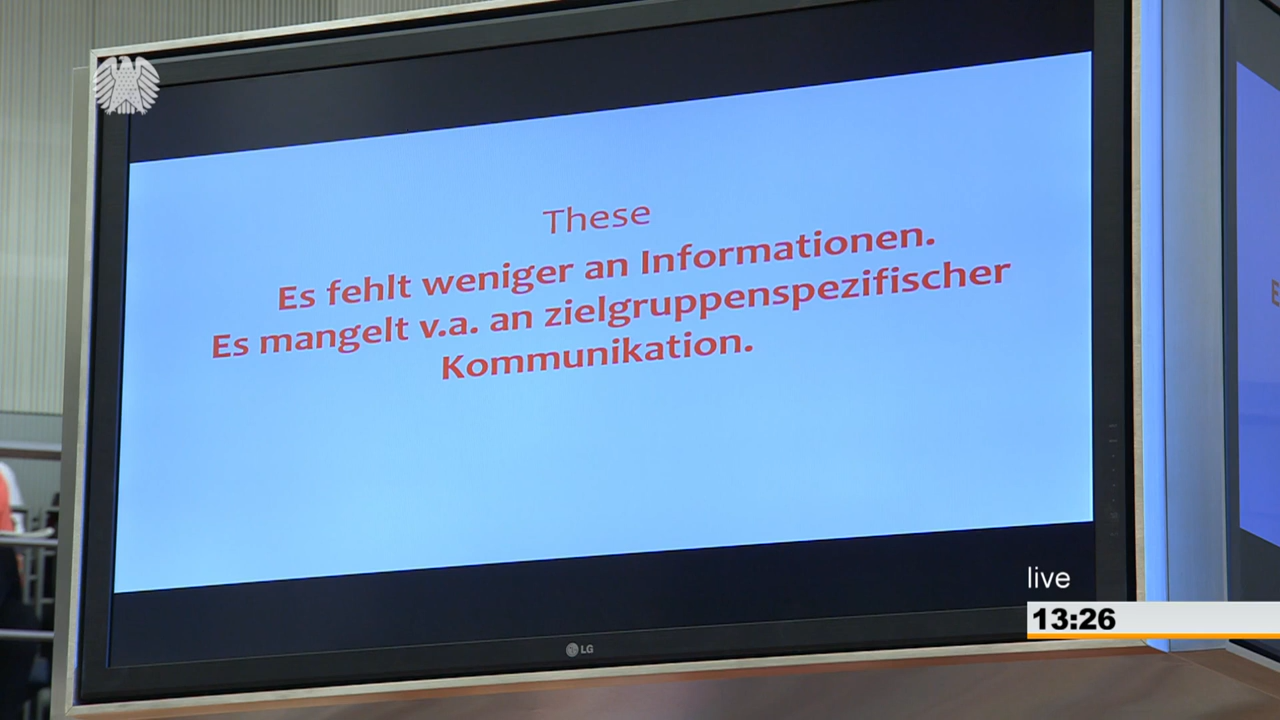 These
Es fehlt weniger an Informationen.
Es mangelt v.a. an zielgruppenspezifischer
Kommunikation.
LG
live
13:26